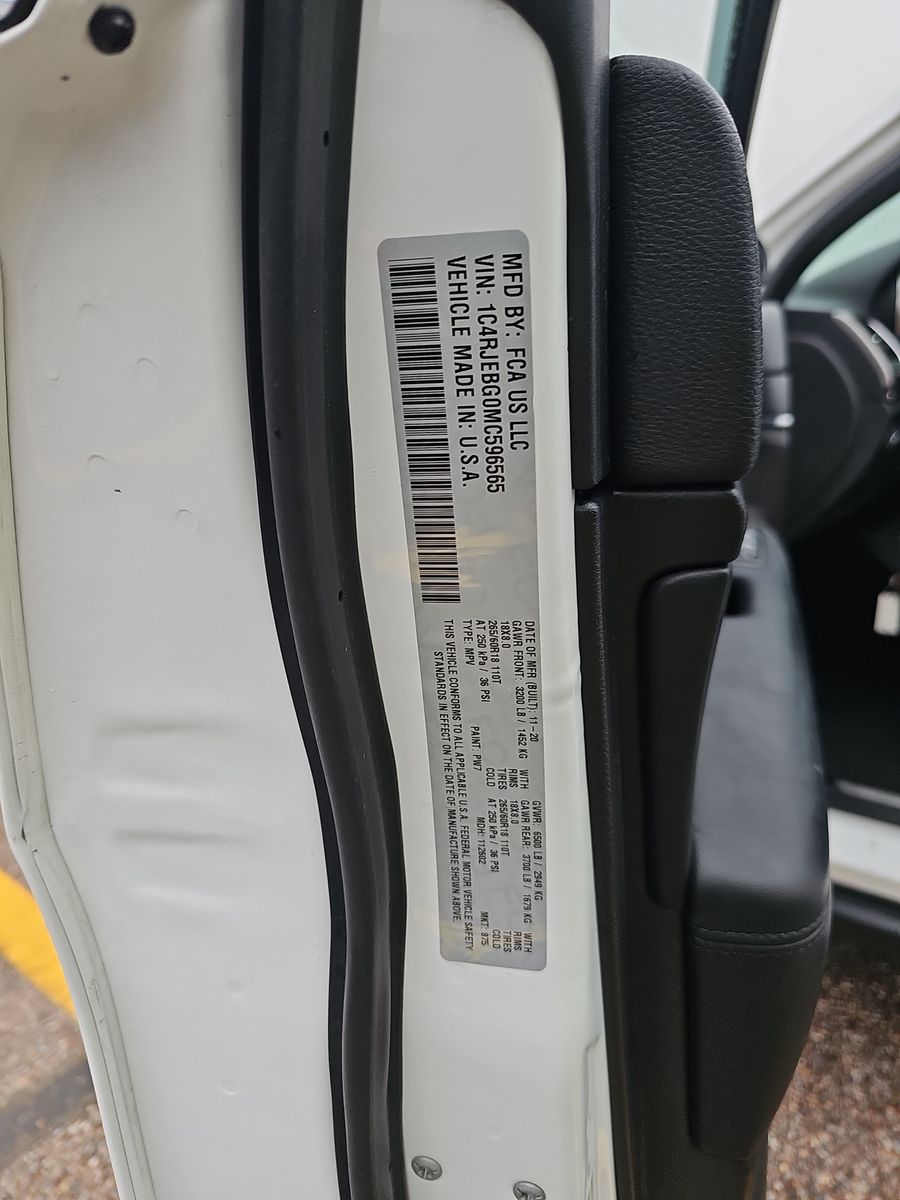 MFD BY: FCA US LLC
VIN: 1C4RJEBG0MC596565
VEHICLE MADE IN: U.S.A.
DATE OF MFR (BUILT): 11-20 GVWR: 6500 LB / 2949 KG
GAWR FRONT: 3200 LB / 1452 KG WITH GAWR REAR: 3700 LB / 1679 KG WITH
18X8.0 RIMS 18X8.0 RIMS
265/60R18 110T TIRES 265/60R18 110T TIRES
AT 250 kPa / 36 PSI COLD AT 250 kPa / 36 PSI COLD
TYPE: MPV PAINT: PW7 MDH: 112602 MKT: 875
THIS VEHICLE CONFORMS TO ALL APPLICABLE U.S.A. FEDERAL MOTOR VEHICLE SAFETY
STANDARDS IN EFFECT ON THE DATE OF MANUFACTURE SHOWN ABOVE.